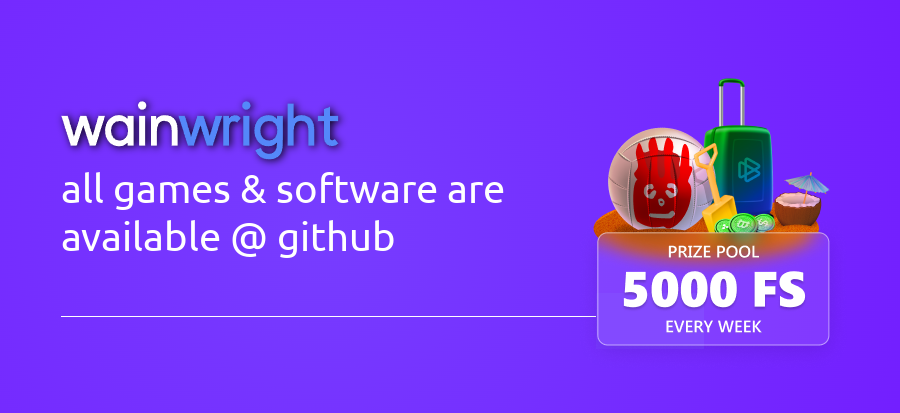 wainwright
all games & software are
available @ github
PRIZE POOL
5000 FS
EVERY WEEK